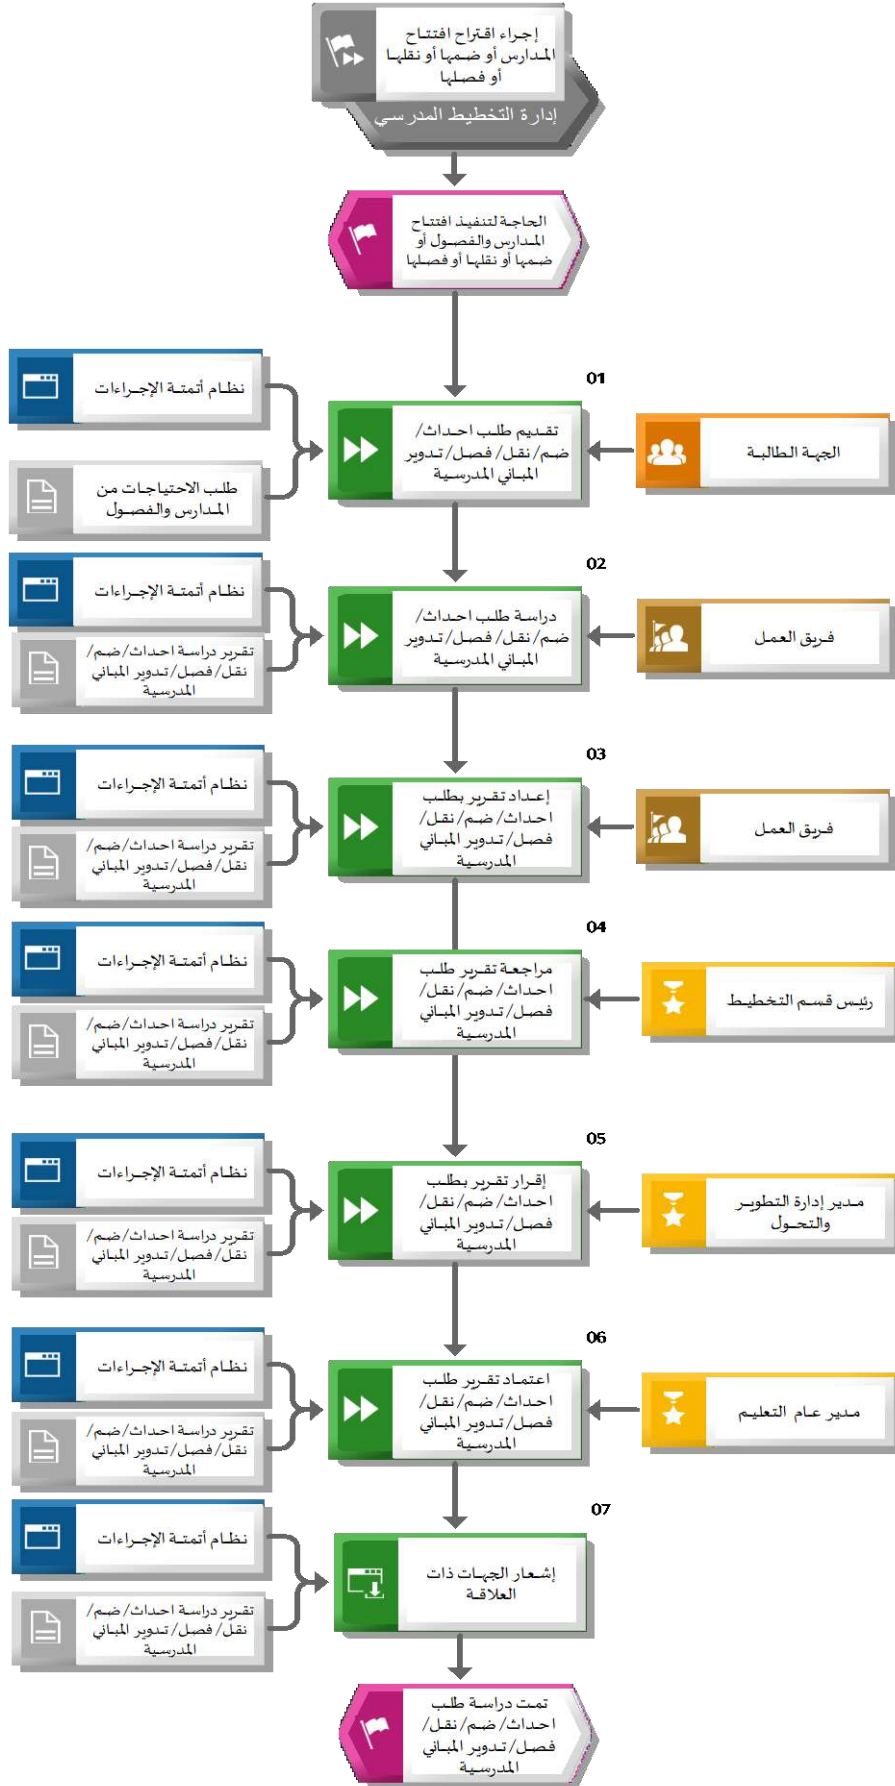 إجراء اقتراح افتتاح
المدارس أو ضمها أو نقلها
أو فصلها
إدارة التخطيط المدرسي
الحاجة لتنفيذ افتتاح
المدارس والفصول أو
ضمها أو نقلها أو فصلها
01
نظام أتمتة الإجراءات
تقديم طلب احداث/
ضم/ نقل/ فصل/ تدوير
المباني المدرسية
الجهة الطالبة
طلب الاحتياجات من
المدارس والفصول
02
نظام أتمتة الإجراءات
دراسة طلب احداث/
ضم/ نقل/ فصل/ تدوير
المباني المدرسية
فريق العمل
تقرير دراسة احداث/ ضم/
نقل/ فصل/ تدوير المباني
المدرسية
03
نظام أتمتة الإجراءات
إعداد تقرير بطلب
احداث/ ضم/ نقل/
فصل/ تدوير المباني
المدرسية
فريق العمل
تقرير دراسة احداث/ ضم/
نقل/ فصل/ تدوير المباني
المدرسية
04
نظام أتمتة الإجراءات
مراجعة تقرير طلب
احداث/ ضم/ نقل/
فصل/ تدوير المباني
المدرسية
رئيس قسم التخطيط
تقرير دراسة احداث/ ضم/
نقل/ فصل/ تدوير المباني
المدرسية
05
نظام أتمتة الإجراءات
إقرار تقرير بطلب
احداث/ ضم/ نقل/
فصل/ تدوير المباني
المدرسية
مدير إدارة التطوير
والتحول
تقرير دراسة احداث/ ضم/
نقل/ فصل/ تدوير المباني
المدرسية
06
نظام أتمتة الإجراءات
اعتماد تقرير طلب
احداث/ ضم/ نقل/
فصل/ تدوير المباني
المدرسية
مدير عام التعليم
تقرير دراسة احداث/ ضم/
نقل/ فصل/ تدوير المباني
المدرسية
07
نظام أتمتة الإجراءات
إشعار الجهات ذات
العلاقة
تقرير دراسة احداث/ ضم/
نقل/ فصل/ تدوير المباني
المدرسية
تمت دراسة طلب
احداث/ ضم/ نقل/
فصل/ تدوير المباني
المدرسية